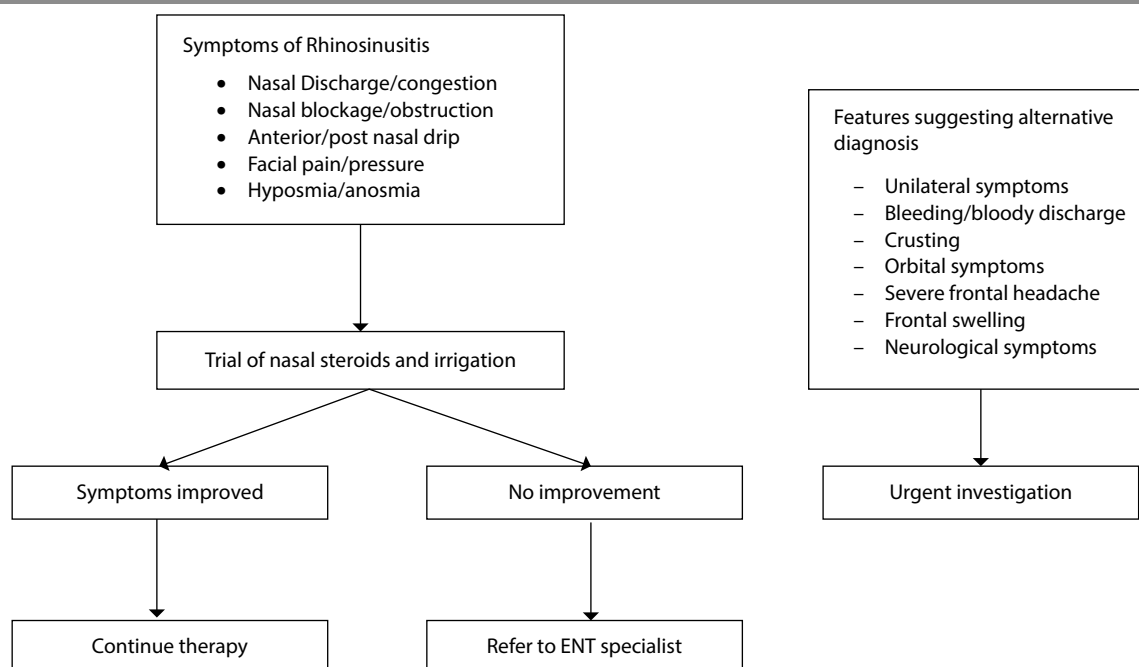 Symptoms of Rhinosinusitis
• Nasal Discharge/congestion
• Nasal blockage/obstruction
• Anterior/post nasal drip
• Facial pain/pressure
• Hyposmia/anosmia
Features suggesting alternative
diagnosis
– Unilateral symptoms
– Bleeding/bloody discharge
– Crusting
– Orbital symptoms
– Severe frontal headache
– Frontal swelling
– Neurological symptoms
Trial of nasal steroids and irrigation
Symptoms improved
No improvement
Urgent investigation
Continue therapy
Refer to ENT specialist